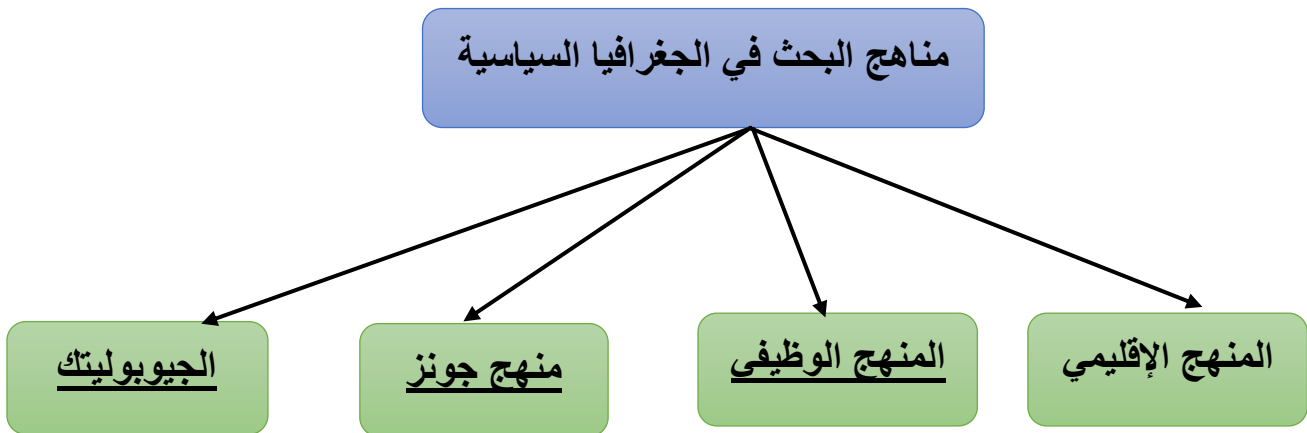 مناهج البحث في الجغرافيا السياسية
المنهج الإقليمي
المنهج الوظيفي
منهج جونز
الجيوبوليتك